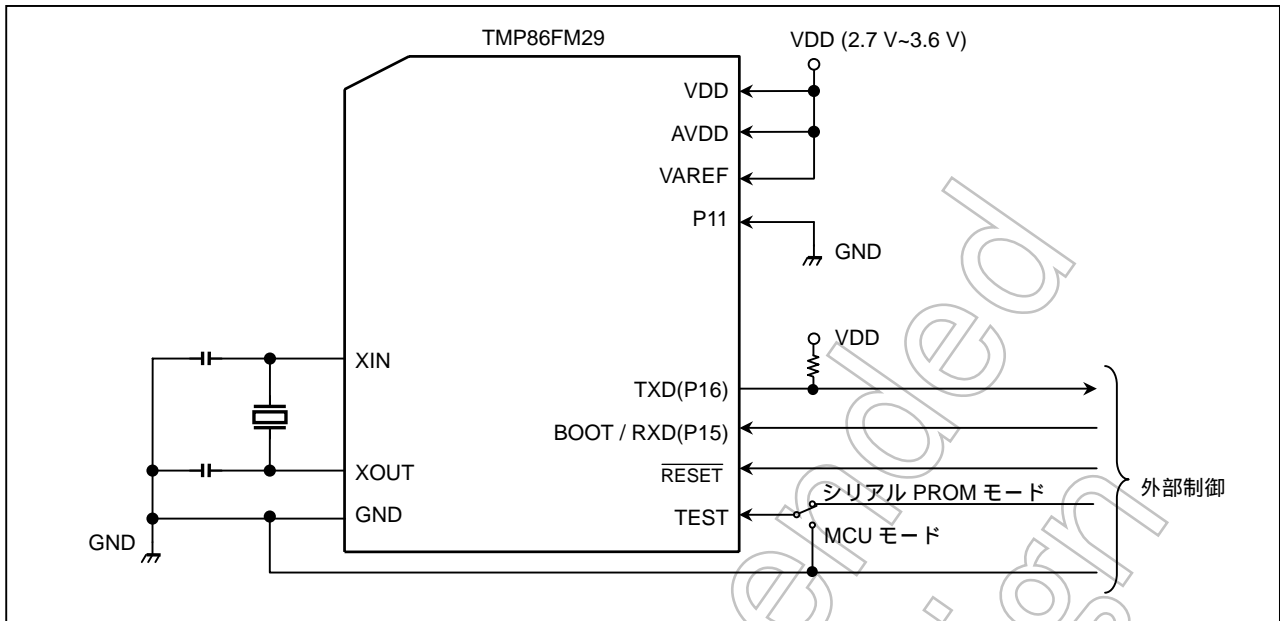 TMP86FM29
VDD (2.7 V~3.6 V)
VDD
AVDD
VAREF
P11
GND
VDD
XIN
TXD(P16)
BOOT / RXD(P15)
XOUT
RESET
シリアル PROM モード
外部制御
GND
TEST
MCU モード
GND